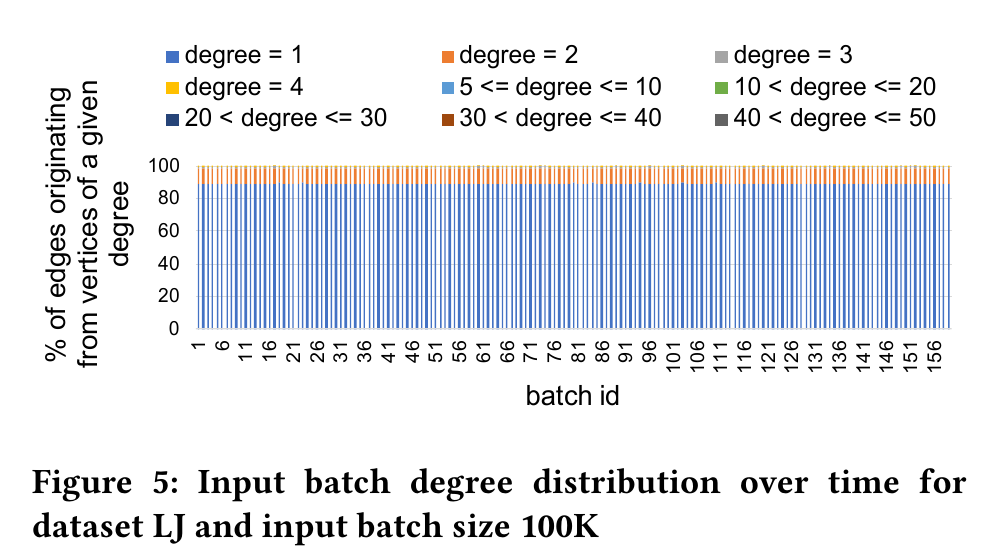 degree = 1
degree = 2
degree = 3
degree = 4
5 <= degree <= 10
10 < degree <= 20
20 < degree <= 30
30 < degree <= 40
40 < degree <= 50
% of edges originating
from vertices of a given
degree
100
80
60
40
20
0
1 6 11 16 21 26 31 36 41 46 51 56 61 66 71 76 81 86 91 96 101 106 111 116 121 126 131 136 141 146 151 156
batch id
Figure 5: Input batch degree distribution over time for
dataset LJ and input batch size 100K